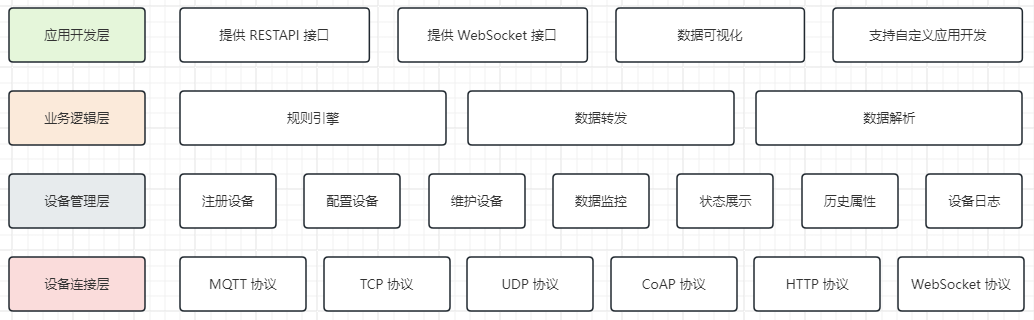 应用开发层
提供 RESTAPI 接口
提供 WebSocket 接口
数据可视化
支持自定义应用开发
业务逻辑层
规则引擎
数据转发
数据解析
设备管理层
注册设备
配置设备
维护设备
数据监控
状态展示
历史属性
设备日志
设备连接层
MQTT 协议
TCP 协议
UDP 协议
CoAP 协议
HTTP 协议
WebSocket 协议